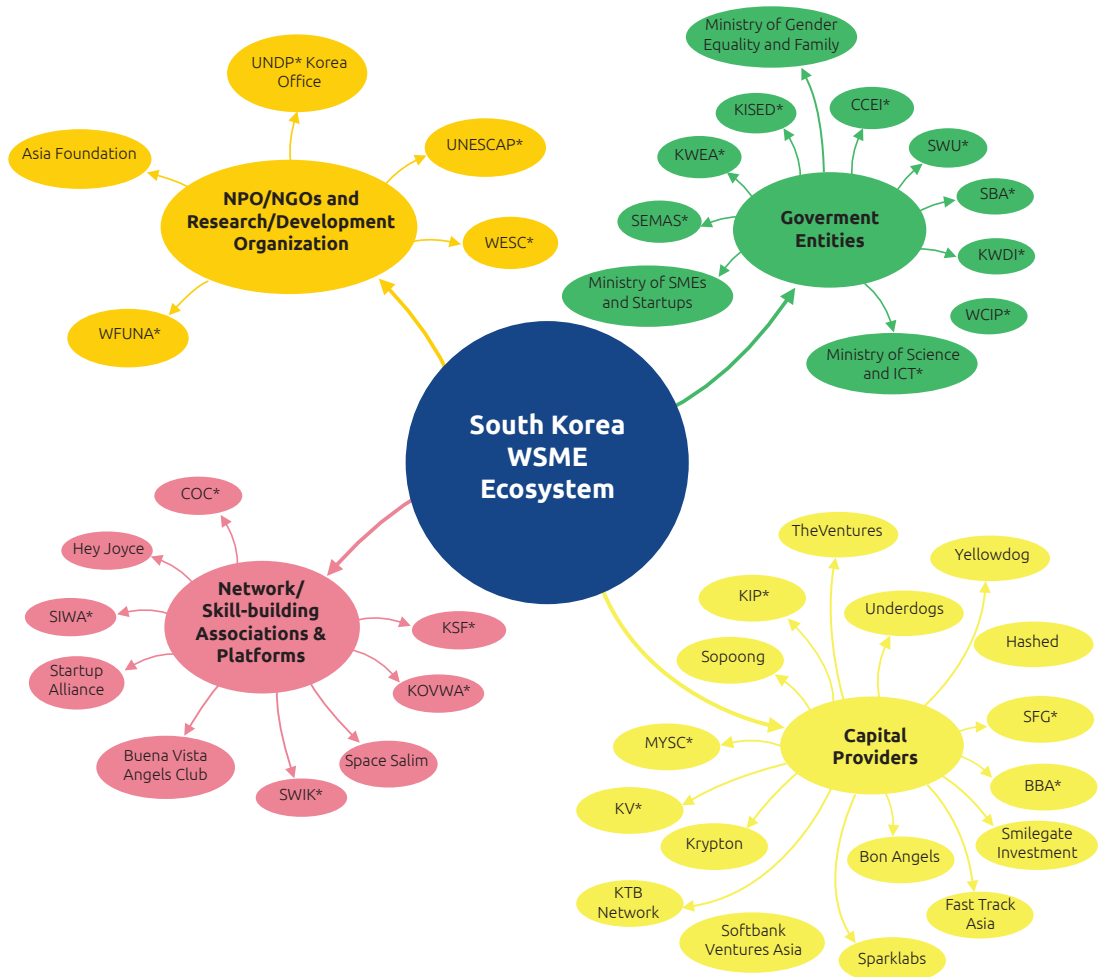 South Korea
WSME
Ecosystem
NPO/NGOs and
Research/Development
Organization
UNDP* Korea
Office
Asia Foundation
UNESCAP*
WESC*
WFUNA*
Goverment
Entities
Ministry of Gender
Equality and Family
KISED*
CCEI*
KWEA*
SWU*
SEMAS*
SBA*
KWDI*
Ministry of SMEs
and Startups
WCIP*
Ministry of Science
and ICT*
Network/
Skill-building
Associations &
Platforms
COC*
Hey Joyce
SIWA*
Startup
Alliance
Buena Vista
Angels Club
SWIK*
Space Salim
KOVWA*
KSF*
Capital
Providers
TheVentures
Yellowdog
KIP*
Underdogs
Hashed
Sopoong
SFG*
MYSC*
BBA*
KV*
Krypton
Bon Angels
Smilegate
Investment
KTB
Network
Softbank
Ventures Asia
Sparklabs
Fast Track
Asia